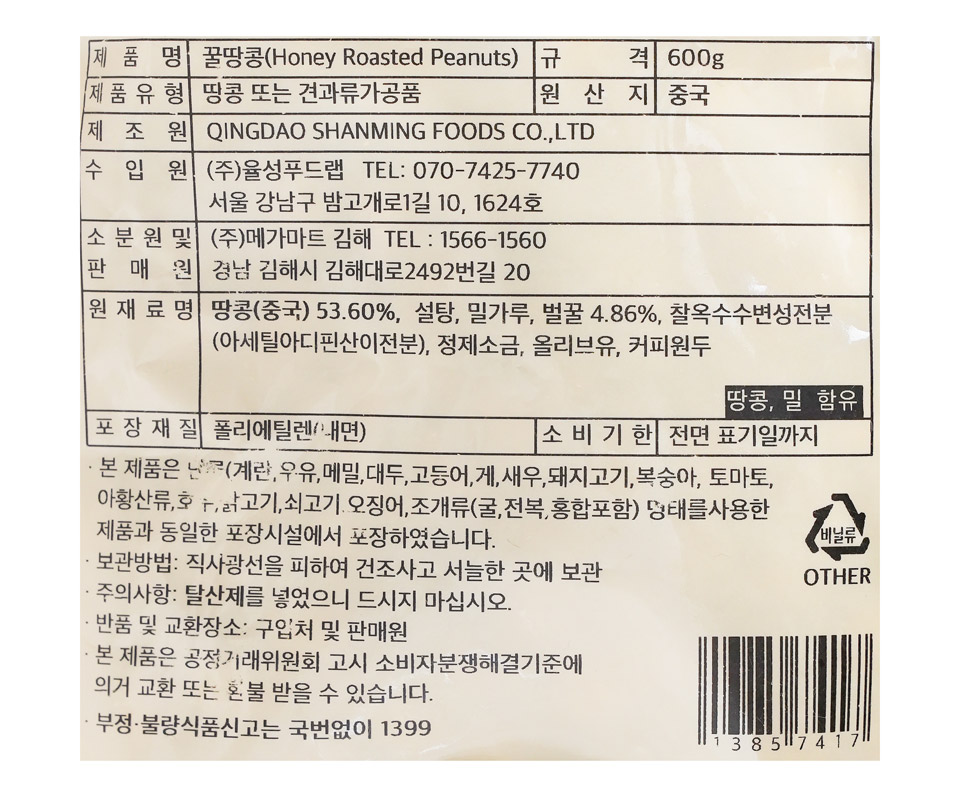 제 품 명 꿀땅콩(Honey Roasted Peanuts) 규 격 600g
제 품 유 형 땅콩 또는 견과류가공품 원 산 지 중국
제 조 원 QINGDAO SHANMING FOODS CO.,LTD
수 입 원 (주)율성푸드랩 TEL: 070-7425-7740
서울 강남구 밤고개로1길 10, 1624호
소 분 원 및 (주)메가마트 김해 TEL : 1566-1560
판 매 원 경남 김해시 김해대로2492번길 20
원 재 료 명 땅콩(중국) 53.60%, 설탕, 밀가루, 벌꿀 4.86%, 찰옥수수변성전분
(아세틸아디핀산이전분), 정제소금, 올리브유, 커피원두
땅콩, 밀 함유
포 장 재 질 폴리에틸렌(내면) 소 비 기 한 전면 표기일까지
· 본 제품은 (계란,우유,메밀,대두,고등어,게,새우,돼지고기,복숭아, 토마토,
아황산류, 닭고기,쇠고기 오징어,조개류(굴,전복,홍합포함) 형태를사용한
제품과 동일한 포장시설에서 포장하였습니다.
· 보관방법: 직사광선을 피하여 건조사고 서늘한 곳에 보관
· 주의사항: 탈산제를 넣었으니 드시지 마십시오.
· 반품 및 교환장소: 구입처 및 판매원
· 본 제품은 공정거래위원회 고시 소비자분쟁해결기준에
의거 교환 또는 환불 받을 수 있습니다.
· 부정·불량식품신고는 국번없이 1399
비닐류
OTHER
1 3 8 5 7 4 1 7